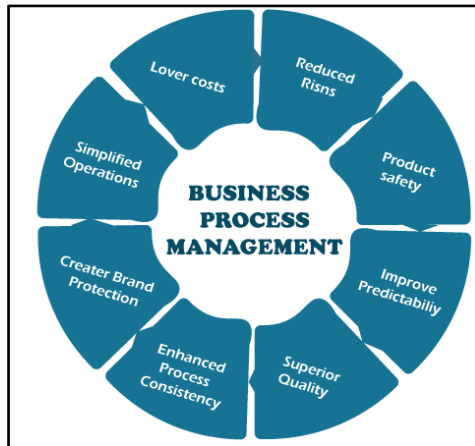 Lover costs
Reduced
Risns
Product
safety
Improve
Predictabiliy
Superior
Quality
Enhanced
Process
Consistency
Creater Brand
Protection
Simplified
Operations
BUSINESS
PROCESS
MANAGEMENT